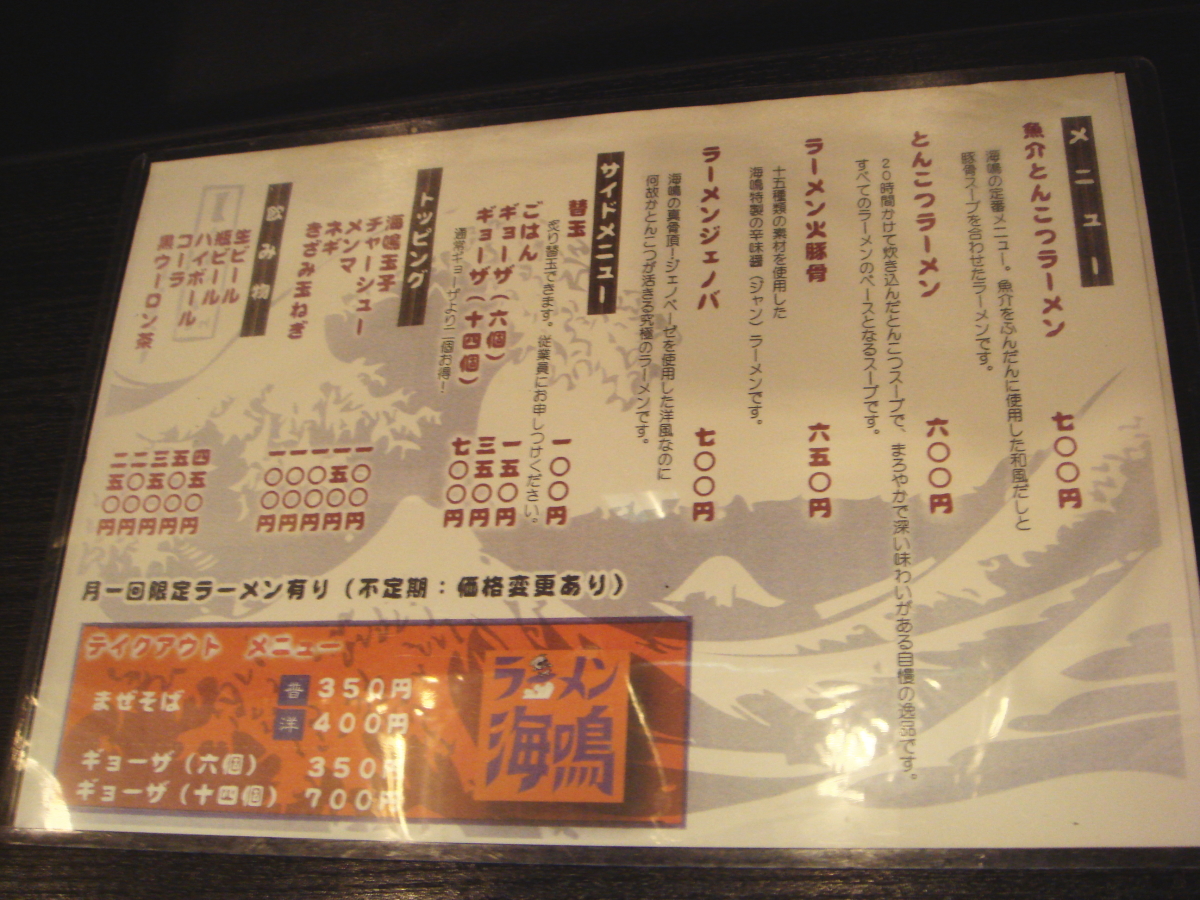 メニュー
魚介とんこつラーメン 七〇〇円
海鳴の定番メニュー。魚介をふんだんに使用した和風だしと
豚骨スープを合わせたラーメンです。
とんこつラーメン 六〇〇円
20時間かけて炊き込んだとんこつスープで、まろやかで深い味わいがある自慢の逸品です。
すべてのラーメンのベースとなるスープです。
ラーメン火豚骨 六五〇円
十五種類の素材を使用した
海鳴特製の辛味醤(ジャン)ラーメンです。
ラーメンジェノバ 七〇〇円
海鳴の真骨頂!ジェノベーゼを使用した洋風なのに
何故かとんこつが活きる究極のラーメンです。
サイドメニュー
替玉 一〇〇円
炙り替玉できます。従業員にお申しつけください。
ごはん 一五〇円
ギョーザ(六個) 三五〇円
ギョーザ(十四個) 七〇〇円
通常ギョーザより二個お得!
トッピング
海鳴玉子 一〇〇円
チャーシュー 一五〇円
メンマ 一〇〇円
ネギ 一〇〇円
きざみ玉ねぎ 一〇〇円
飲み物
生ビール 四五〇円
瓶ビール 五〇〇円
ハイボール 三五〇円
コーラ 二〇〇円
黒ウーロン茶 二五〇円
月一回限定ラーメン有り(不定期:価格変更あり)
テイクアウト メニュー
まぜそば 普 350円
洋 400円
ギョーザ(六個) 350円
ギョーザ(十四個) 700円
ラーメン
海鳴